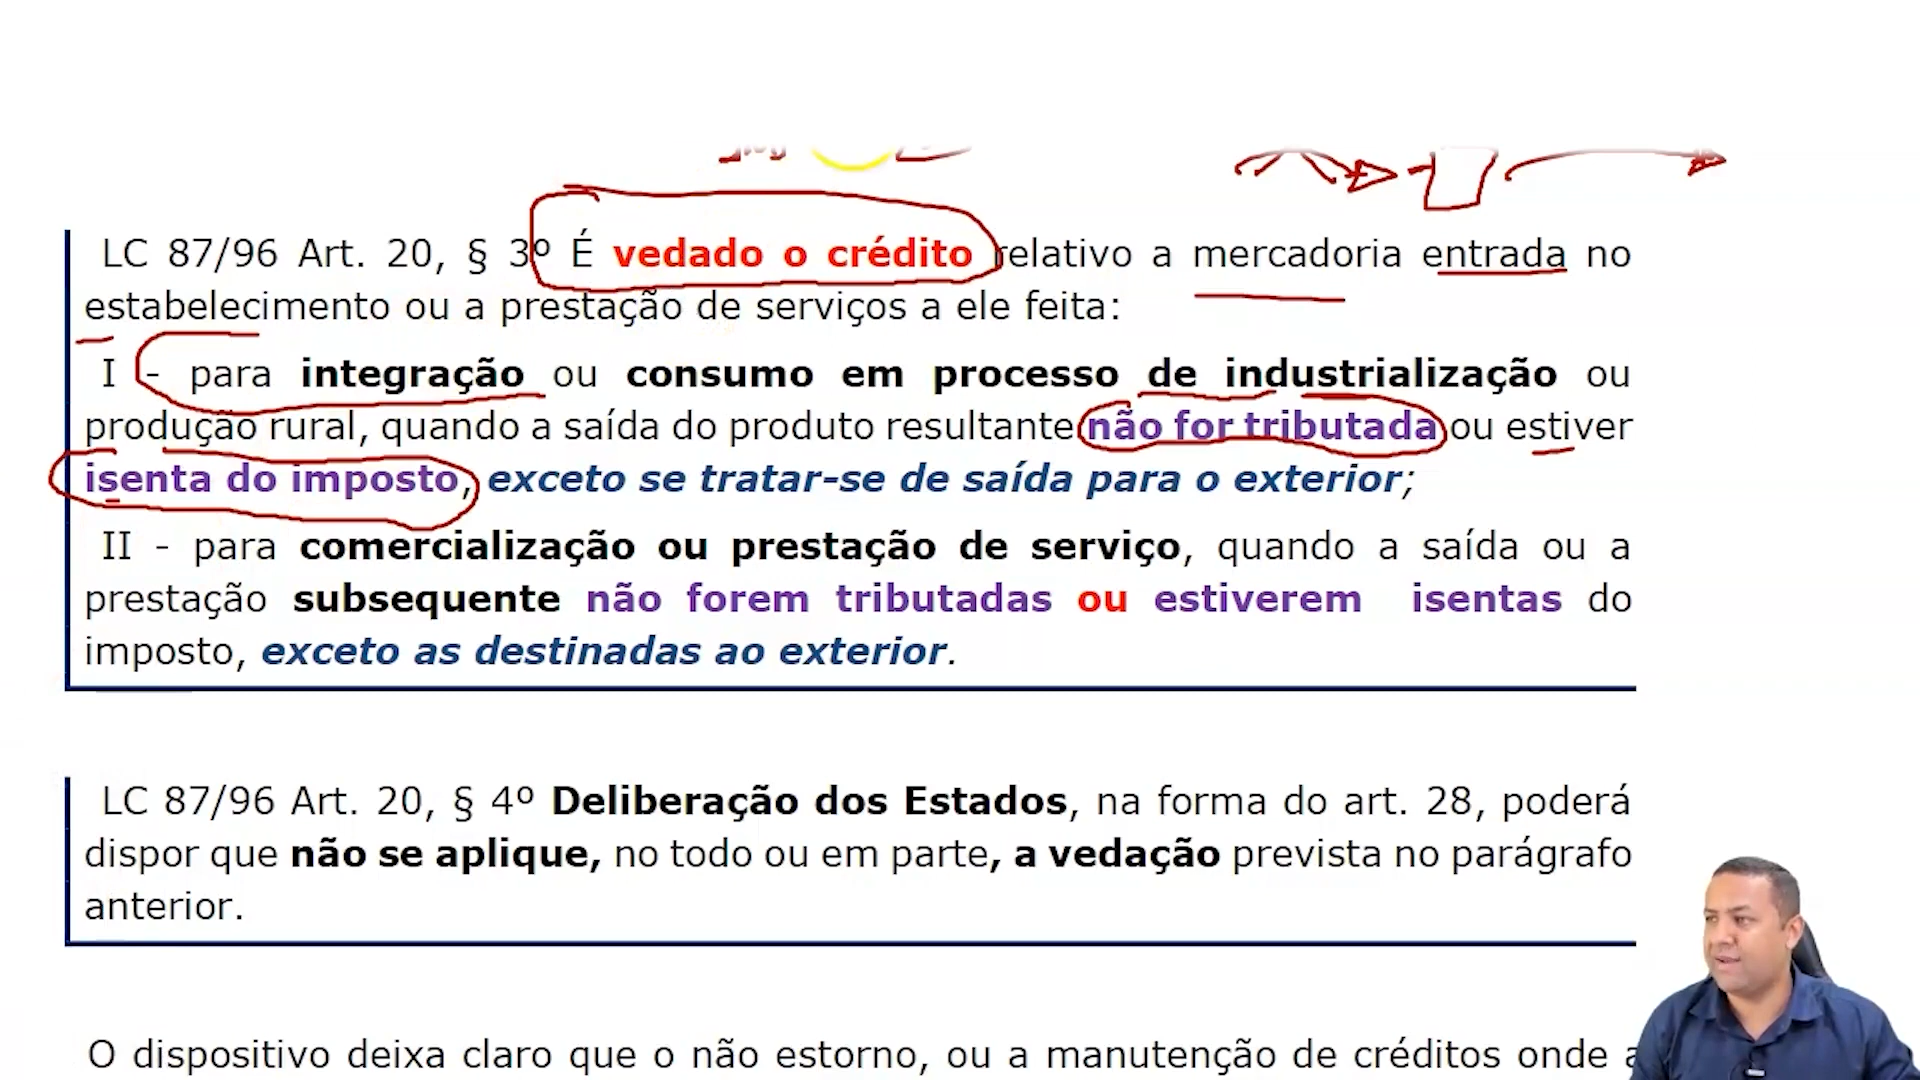 LC 87/96 Art. 20, § 3º É vedado o crédito relativo a mercadoria entrada no
estabelecimento ou a prestação de serviços a ele feita:
I - para integração ou consumo em processo de industrialização ou
produção rural, quando a saída do produto resultante não for tributada ou estiver
isenta do imposto, exceto se tratar-se de saída para o exterior;
II - para comercialização ou prestação de serviço, quando a saída ou a
prestação subsequente não forem tributadas ou estiverem isentas do
imposto, exceto as destinadas ao exterior.
LC 87/96 Art. 20, § 4º Deliberação dos Estados, na forma do art. 28, poderá
dispor que não se aplique, no todo ou em parte, a vedação prevista no parágrafo
anterior.
O dispositivo deixa claro que o não estorno, ou a manutenção de créditos onde